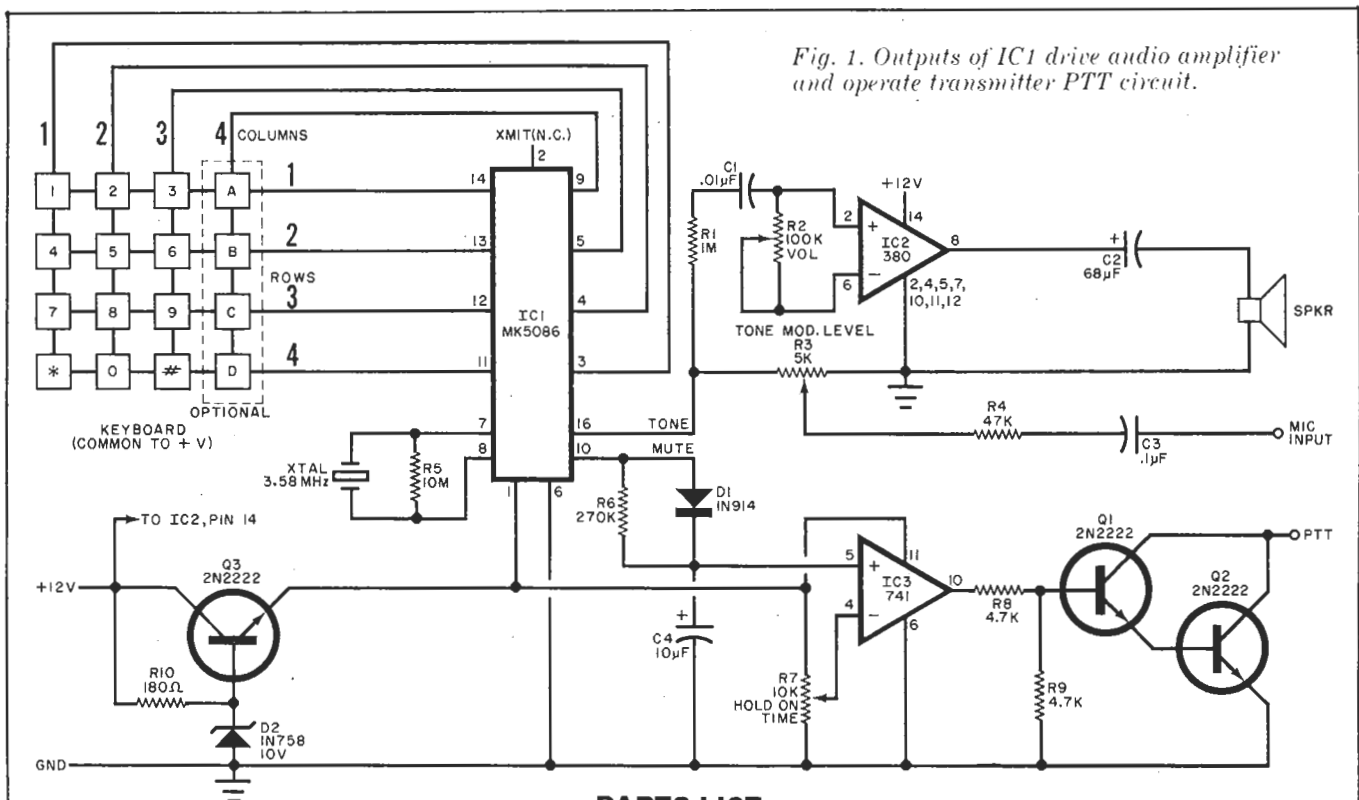 Fig. 1. Outputs of IC1 drive audio amplifier
and operate transmitter PTT circuit.
1
2
3
4 COLUMNS
1 2 3 A
1
4 5 6 B
2
ROWS
7 8 9 C
3
* 0 # D
4
OPTIONAL
KEYBOARD
(COMMON TO + V)
XMIT(N.C.)
2
14
9
13
5
12
4
11
3
7
16
8
10
1
6
IC1
MK5086
TONE
MUTE
XTAL
3.58 MHz
R5
10M
C1
.01µF
R1
1M
R2
100K
VOL
+12V
14
2
+
IC2
380
−
6
8
2,4,5,7,
10,11,12
+
C2
68µF
SPKR
TONE MOD. LEVEL
R3
5K
R4
47K
C3
.1µF
MIC
INPUT
R6
270K
D1
1N914
+
C4
10µF
5
+
IC3
741
4
−
11
10
6
R7
10K
HOLD ON
TIME
R8
4.7K
R9
4.7K
Q1
2N2222
Q2
2N2222
PTT
TO IC2, PIN 14
+12V
Q3
2N2222
R10
180Ω
D2
1N758
10V
GND